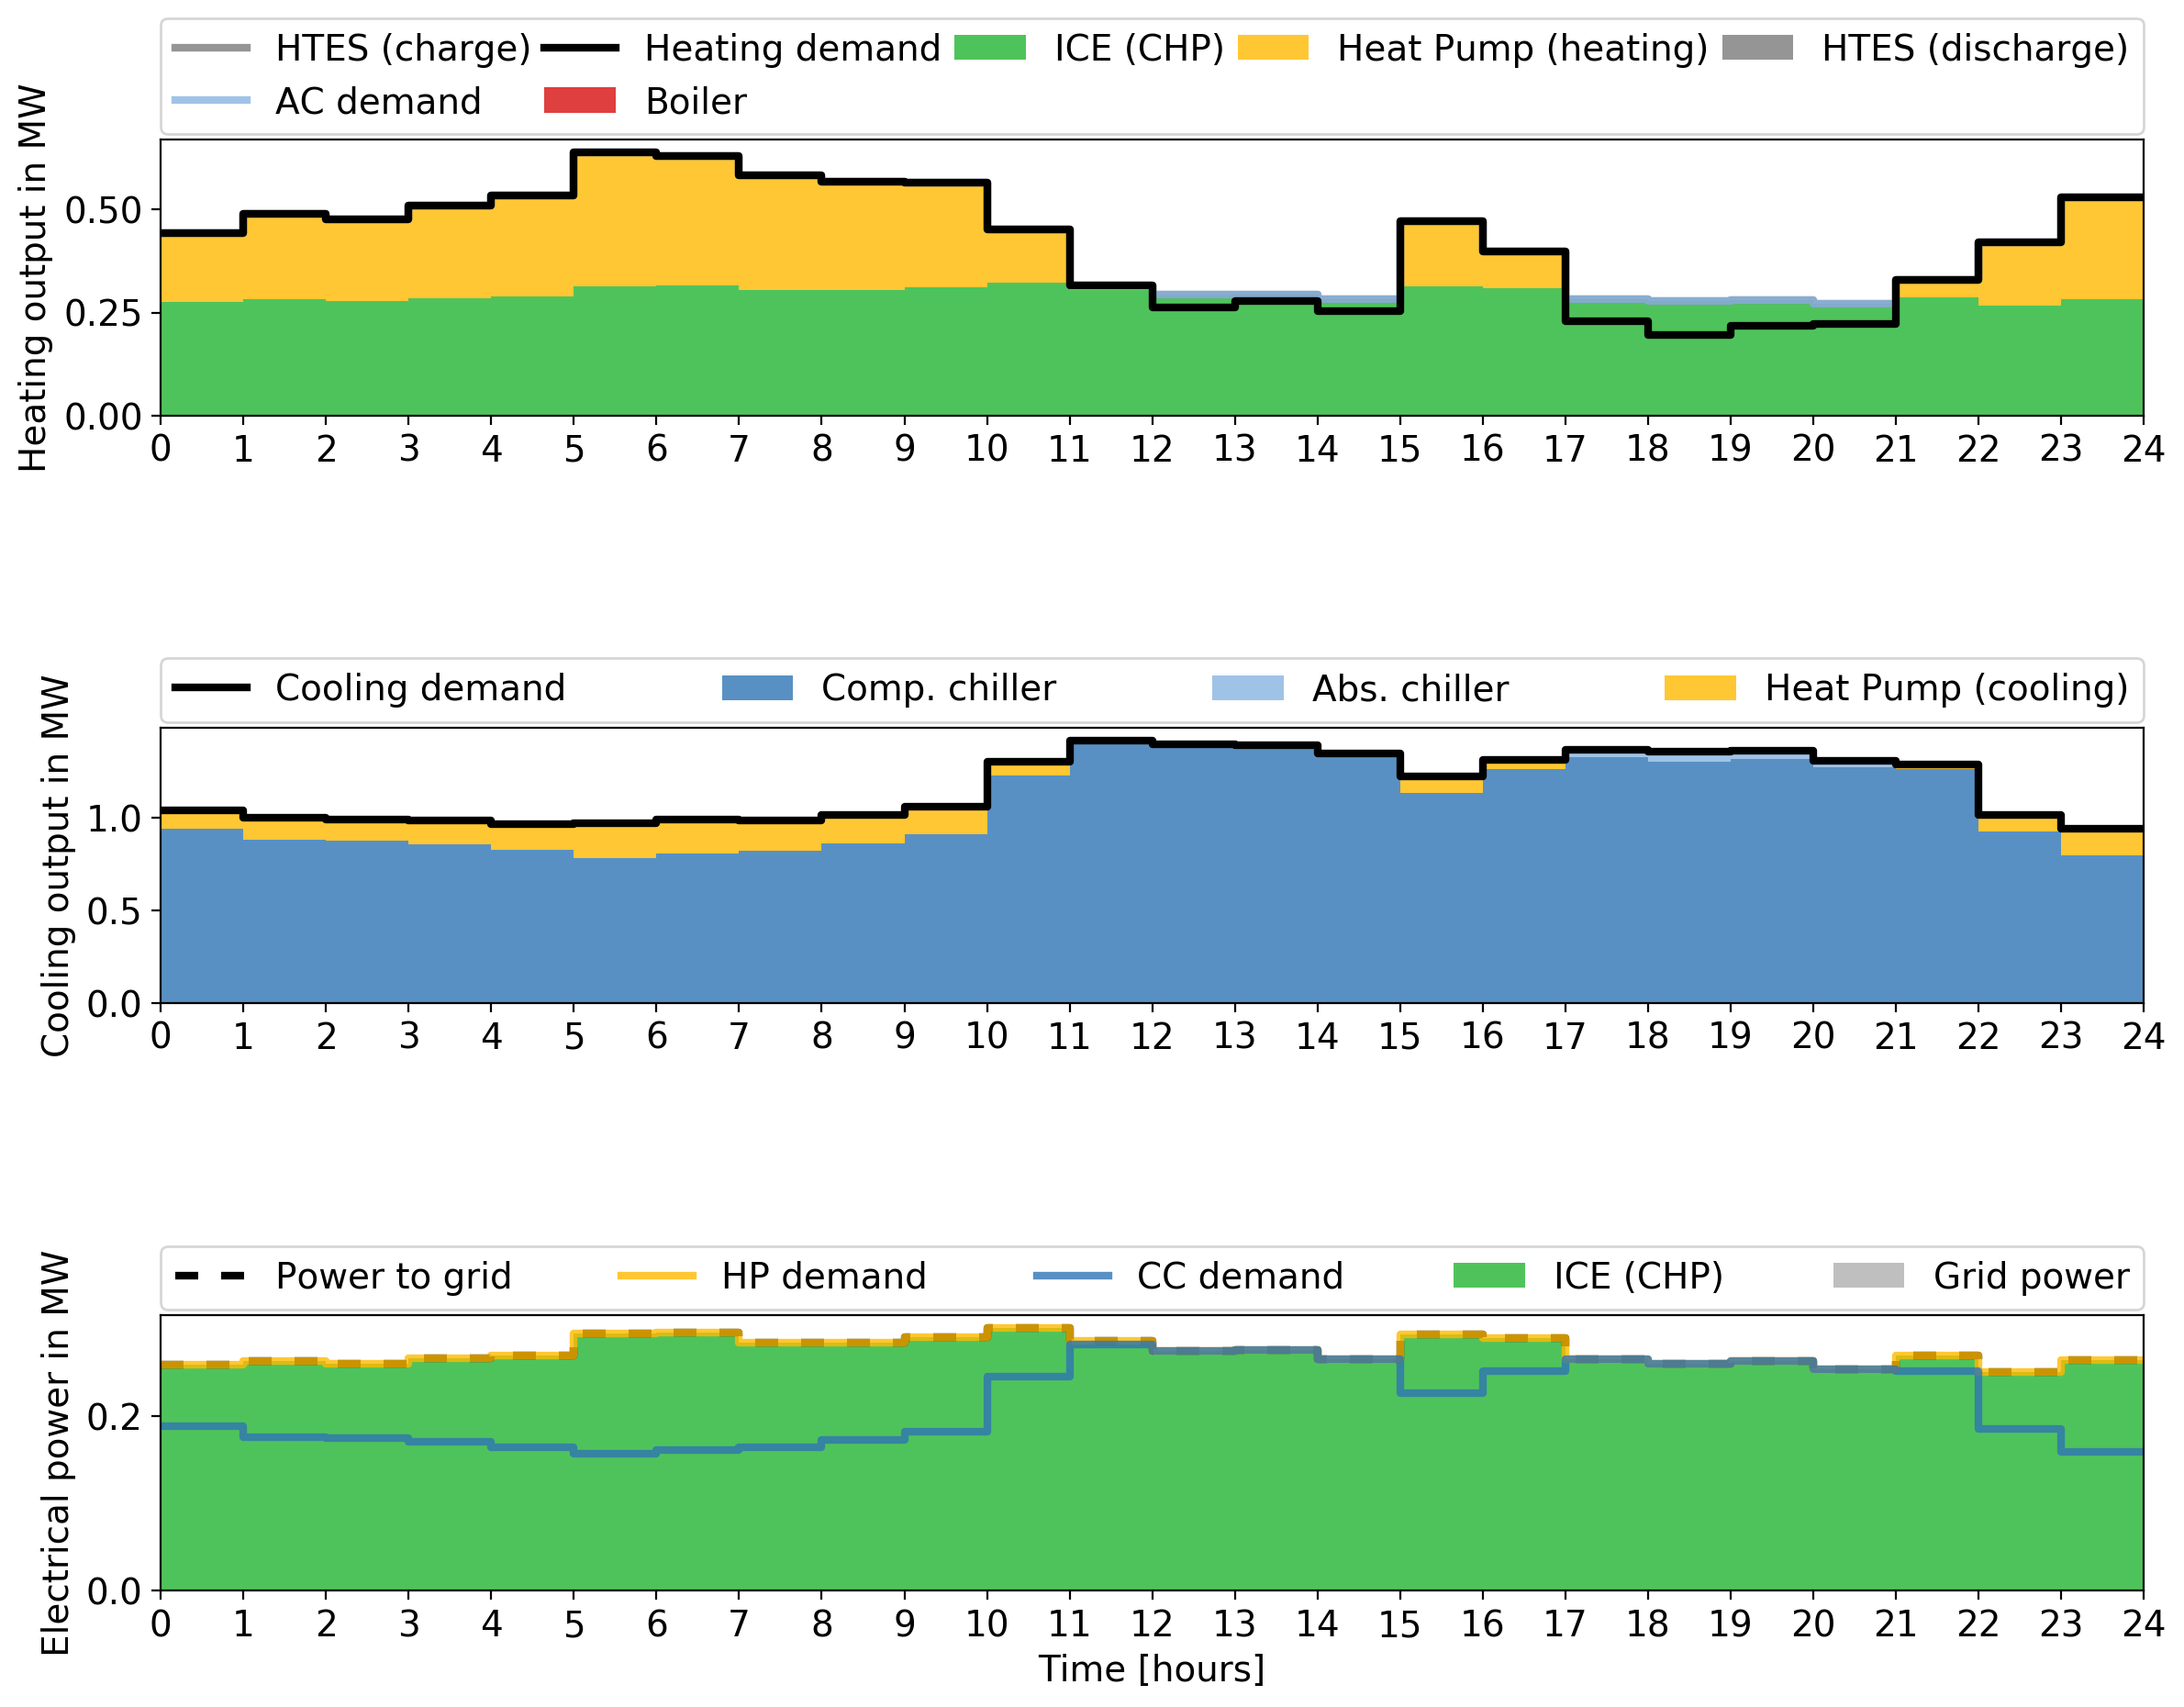 HTES (charge) Heating demand ICE (CHP) Heat Pump (heating) HTES (discharge)
AC demand Boiler
Heating output in MW
0.50
0.25
0.00
0 1 2 3 4 5 6 7 8 9 10 11 12 13 14 15 16 17 18 19 20 21 22 23 24
Cooling demand Comp. chiller Abs. chiller Heat Pump (cooling)
Cooling output in MW
1.0
0.5
0.0
0 1 2 3 4 5 6 7 8 9 10 11 12 13 14 15 16 17 18 19 20 21 22 23 24
Power to grid HP demand CC demand ICE (CHP) Grid power
Electrical power in MW
0.2
0.0
0 1 2 3 4 5 6 7 8 9 10 11 12 13 14 15 16 17 18 19 20 21 22 23 24
Time [hours]